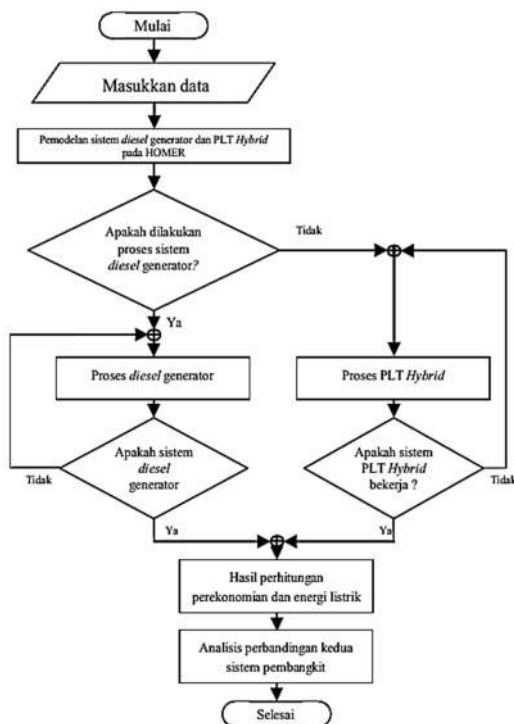 Mulai
Masukkan data
Pemodelan sistem diesel generator dan PLT Hybrid
pada HOMER
Apakah dilakukan
proses sistem
diesel generator?
Tidak
Ya
Proses diesel generator
Proses PLT Hybrid
Apakah sistem
diesel
generator
Tidak
Ya
Apakah sistem
PLT Hybrid
bekerja ?
Tidak
Ya
Hasil perhitungan
perekonomian dan energi listrik
Analisis perbandingan kedua
sistem pembangkit
Selesai